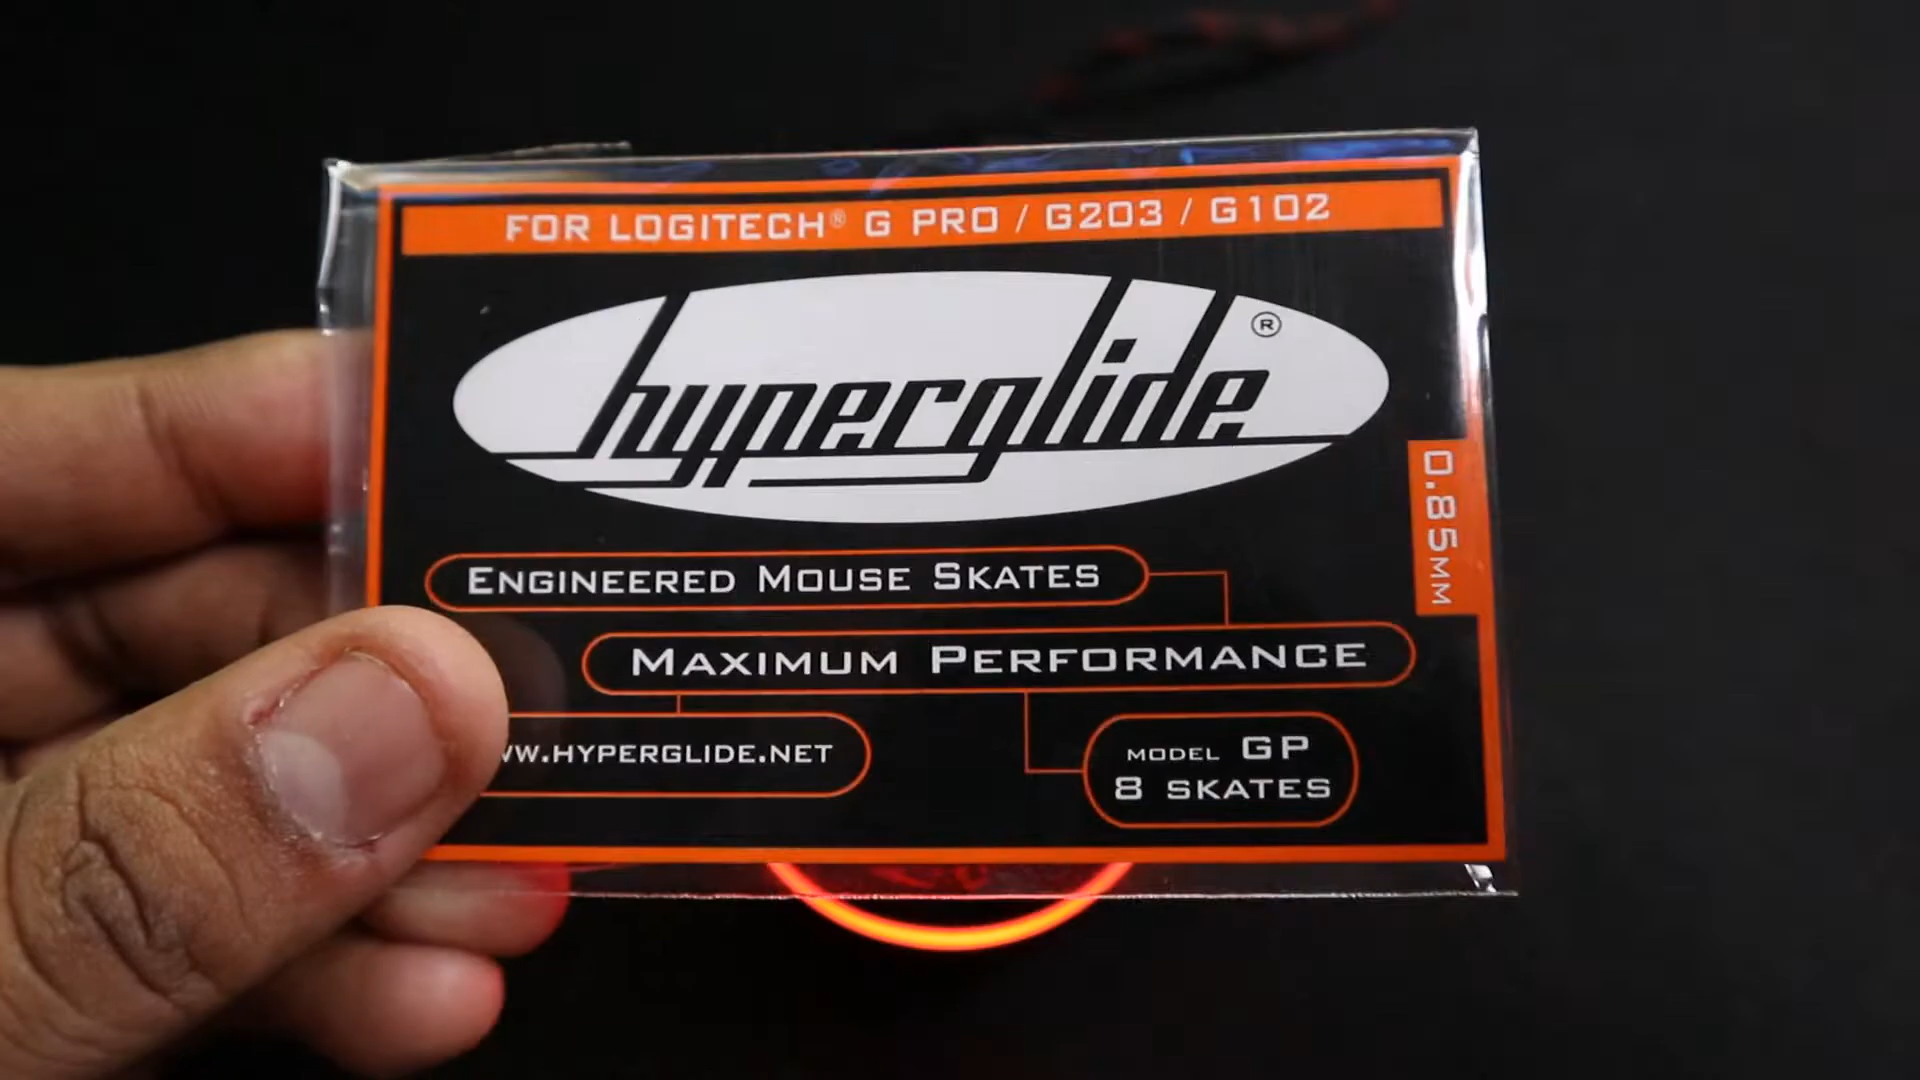 FOR LOGITECH® G PRO / G203 / G102
hyperglide®
0.85MM
ENGINEERED MOUSE SKATES
MAXIMUM PERFORMANCE
WW.HYPERGLIDE.NET
MODEL GP
8 SKATES